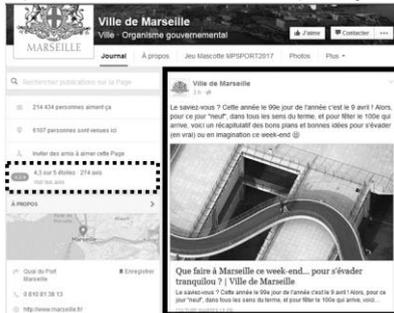 Ville de Marseille
Ville · Organisme gouvernemental
J'aime
Contacter
MARSEILLE
Journal
À propos
Jeu Mascotte MPSPORT2017
Photos
Plus
Rechercher publications sur la Page
214 434 personnes aiment ça
6107 personnes sont venues ici
Inviter des amis à aimer cette Page
4,3 sur 5 étoiles · 274 avis
Voir les avis
À PROPOS
Marseille
Quai du Port
Marseille
Enregistrer
0 810 81 38 13
http://www.marseille.fr/
Ville de Marseille
3 h
Le saviez-vous ? Cette année le 99e jour de l'année c'est le 9 avril ! Alors,
pour ce jour "neuf", dans tous les sens du terme, et pour fêter le 100e qui
arrive, voici un récapitulatif des bons plans et bonnes idées pour s'évader
(en vrai) ou en imagination ce week-end
Que faire à Marseille ce week-end... pour s'évader
tranquilou ? | Ville de Marseille
Le saviez-vous ? Cette année le 99e jour de l'année c'est le 9 avril ! Alors, pour ce
jour "neuf", dans tous les sens du terme, et pour fêter le 100e qui arrive, voici...